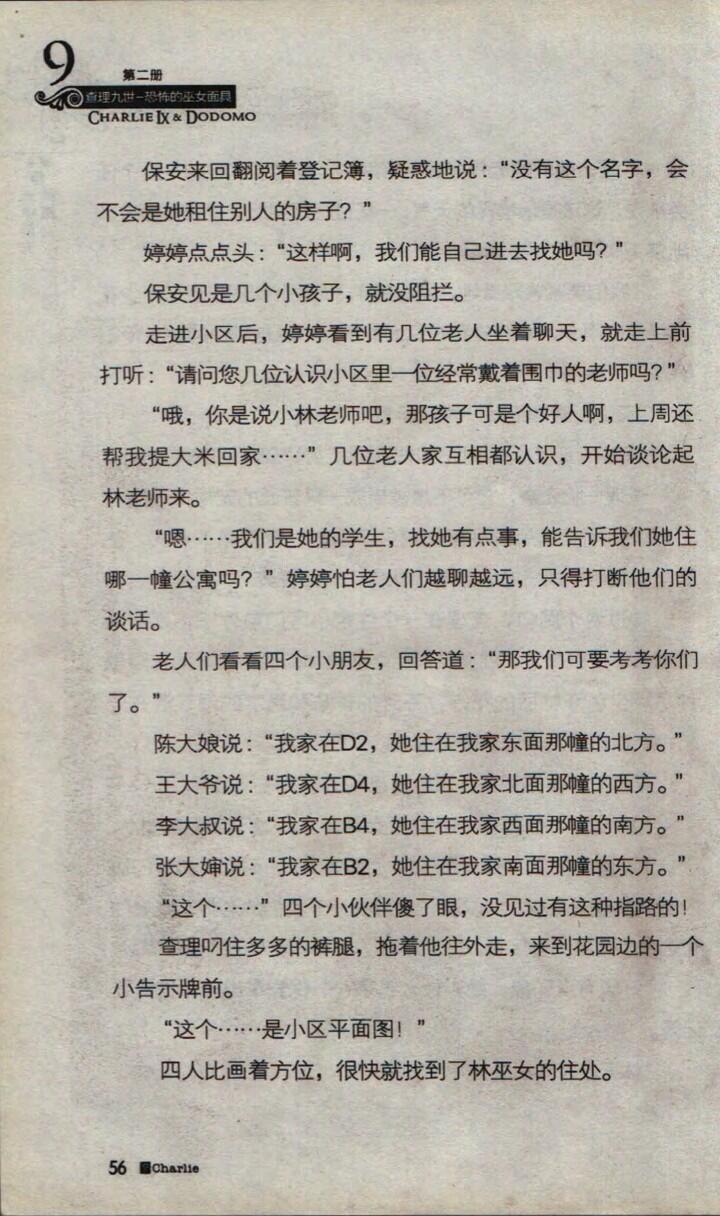 9
第二册
查理九世-恐怖的巫女面具
CHARLIE IX & DODOMO
保安来回翻阅着登记簿，疑惑地说：“没有这个名字，会
不会是她租住别人的房子？”
婷婷点点头：“这样啊，我们能自己进去找她吗？”
保安见是几个小孩子，就没阻拦。
走进小区后，婷婷看到有几位老人坐着聊天，就走上前
打听：“请问您几位认识小区里一位经常戴着围巾的老师吗？”
“哦，你是说小林老师吧，那孩子可是个好人啊，上周还
帮我提大米回家……”几位老人家互相都认识，开始谈论起
林老师来。
“嗯……我们是她的学生，找她有点事，能告诉我们她住
哪一幢公寓吗？”婷婷怕老人们越聊越远，只得打断他们的
谈话。
老人们看看四个小朋友，回答道：“那我们可要考考你们
了。”
陈大娘说：“我家在D2，她住在我家东面那幢的北方。”
王大爷说：“我家在D4，她住在我家北面那幢的西方。”
李大叔说：“我家在B4，她住在我家西面那幢的南方。”
张大婶说：“我家在B2，她住在我家南面那幢的东方。”
“这个……”四个小伙伴傻了眼，没见过有这种指路的！
查理叼住多多的裤腿，拖着他往外走，来到花园边的一个
小告示牌前。
“这个……是小区平面图！”
四人比画着方位，很快就找到了林巫女的住处。
56 Charlie